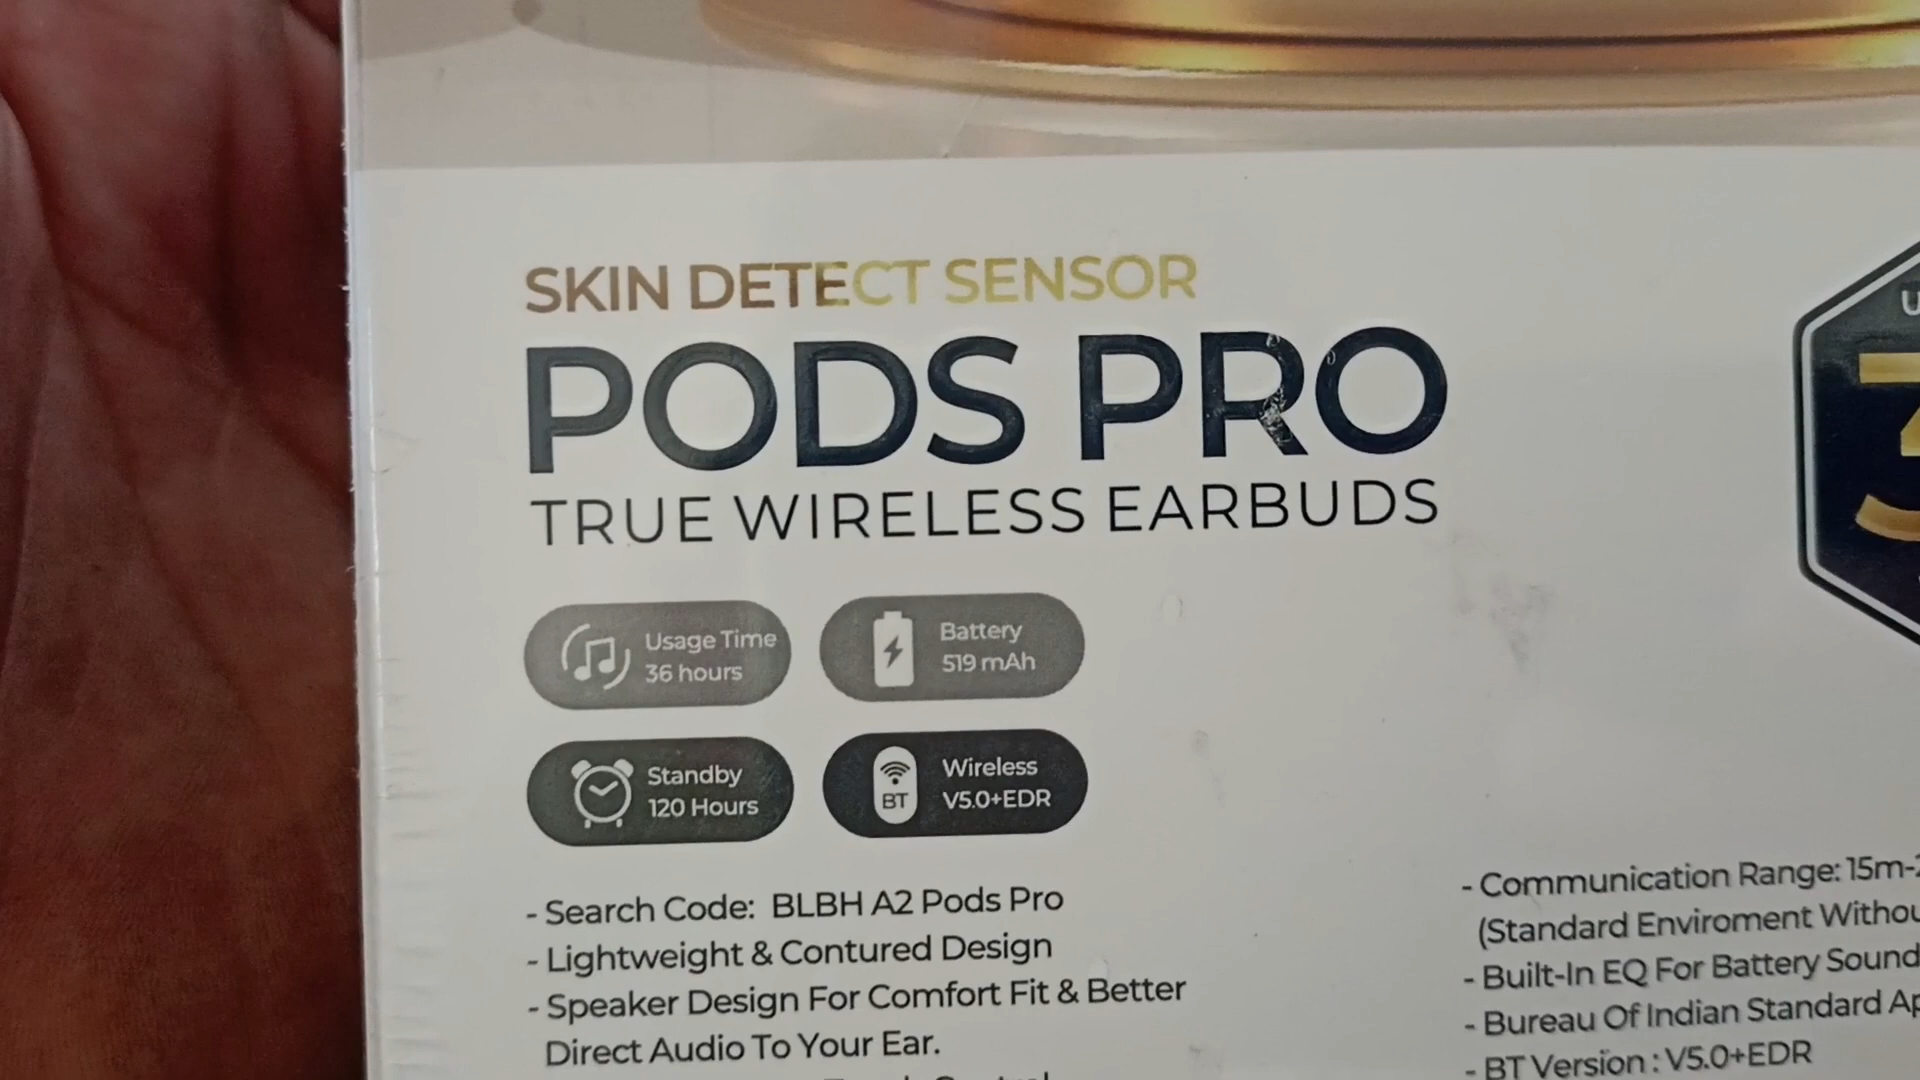 SKIN DETECT SENSOR
PODS PRO
TRUE WIRELESS EARBUDS
Usage Time
36 hours
Battery
519 mAh
Standby
120 Hours
BT
Wireless
V5.0+EDR
- Search Code: BLBH A2 Pods Pro
- Lightweight & Contured Design
- Speaker Design For Comfort Fit & Better
Direct Audio To Your Ear.
- Communication Range: 15m-
(Standard Enviroment
- Built-In EQ For Battery Sound
- Bureau Of Indian Standard
- BT Version : V5.0+EDR